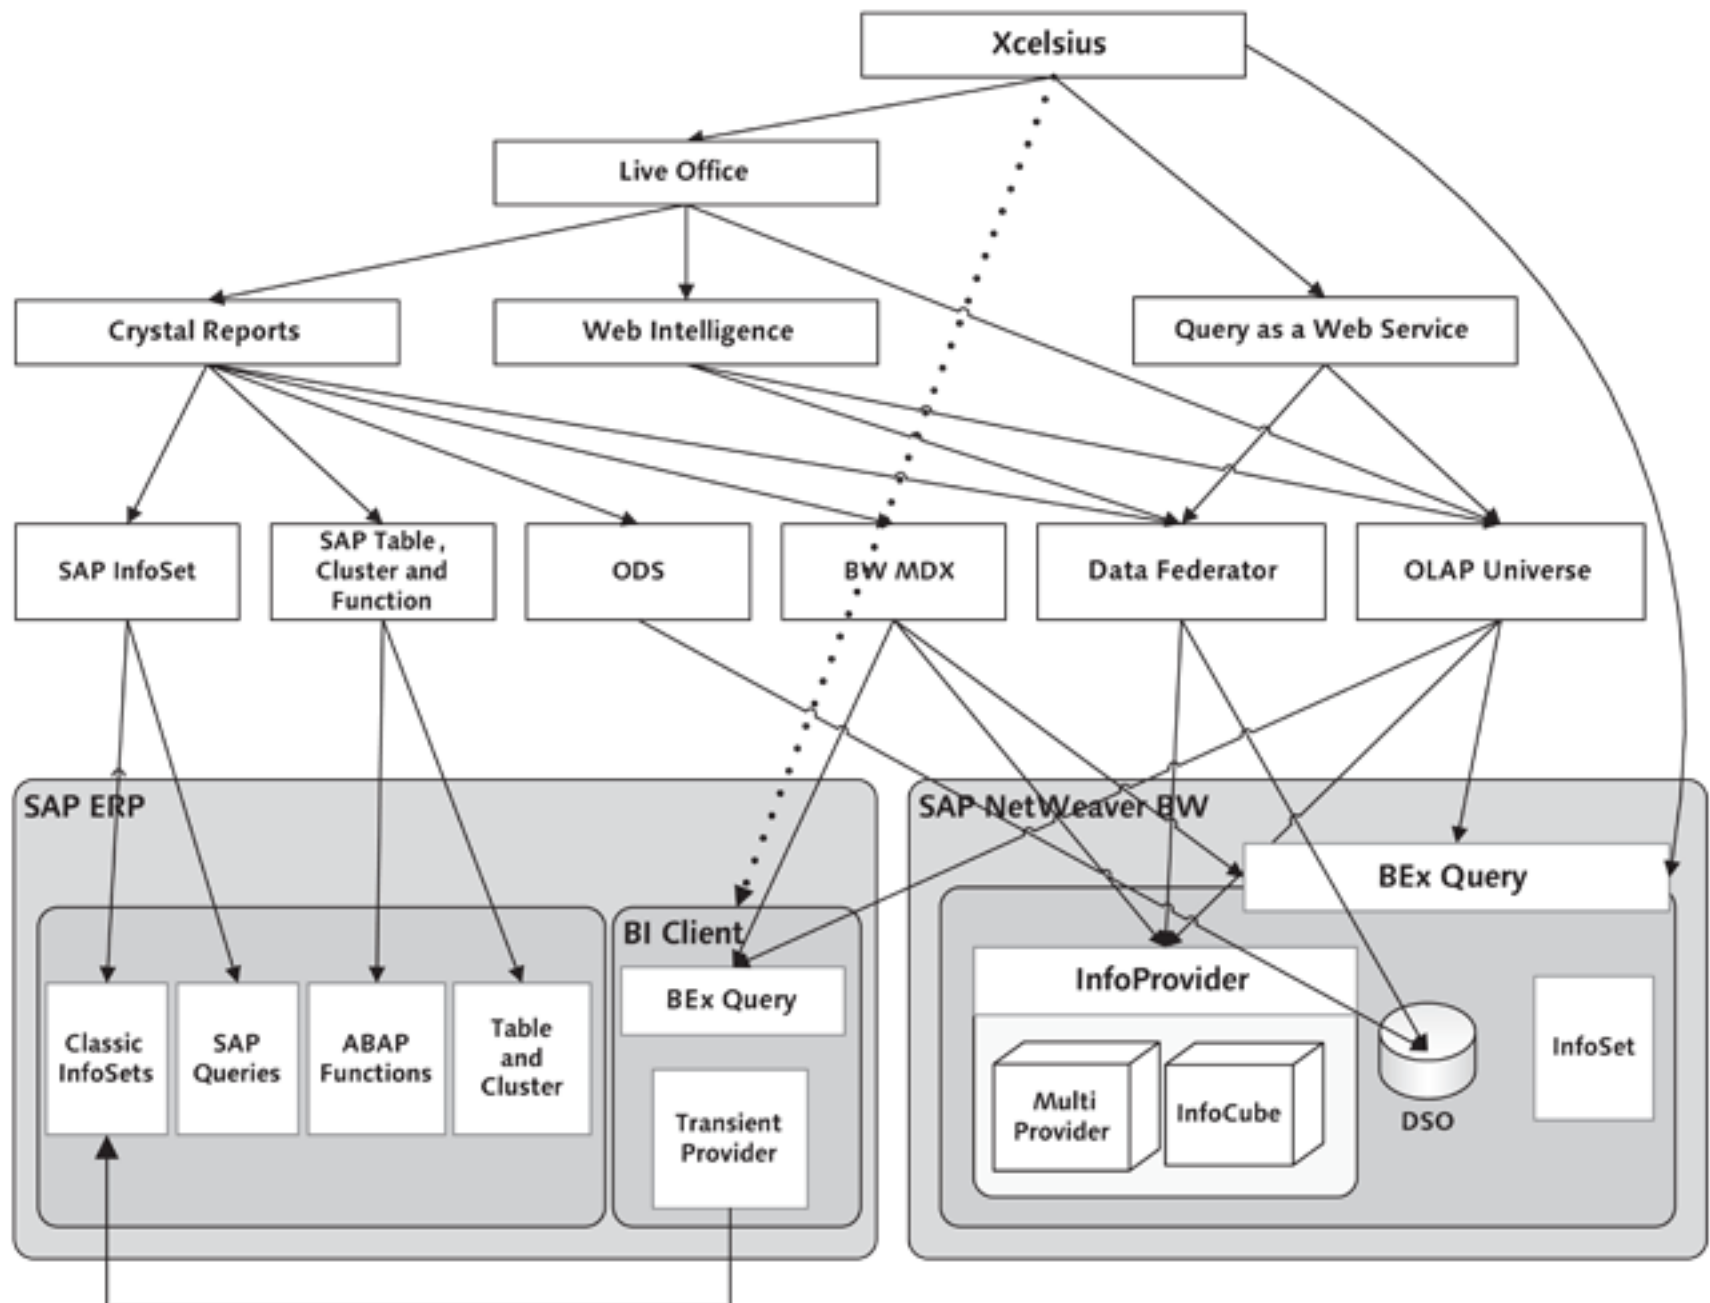 Xcelsius
Live Office
Crystal Reports
Web Intelligence
Query as a Web Service
SAP InfoSet
SAP Table,
Cluster and
Function
ODS
BW MDX
Data Federator
OLAP Universe
SAP ERP
SAP NetWeaver BW
BEx Query
BI Client
BEx Query
InfoProvider
Classic
InfoSets
SAP
Queries
ABAP
Functions
Table
and
Cluster
Transient
Provider
Multi
Provider
InfoCube
DSO
InfoSet